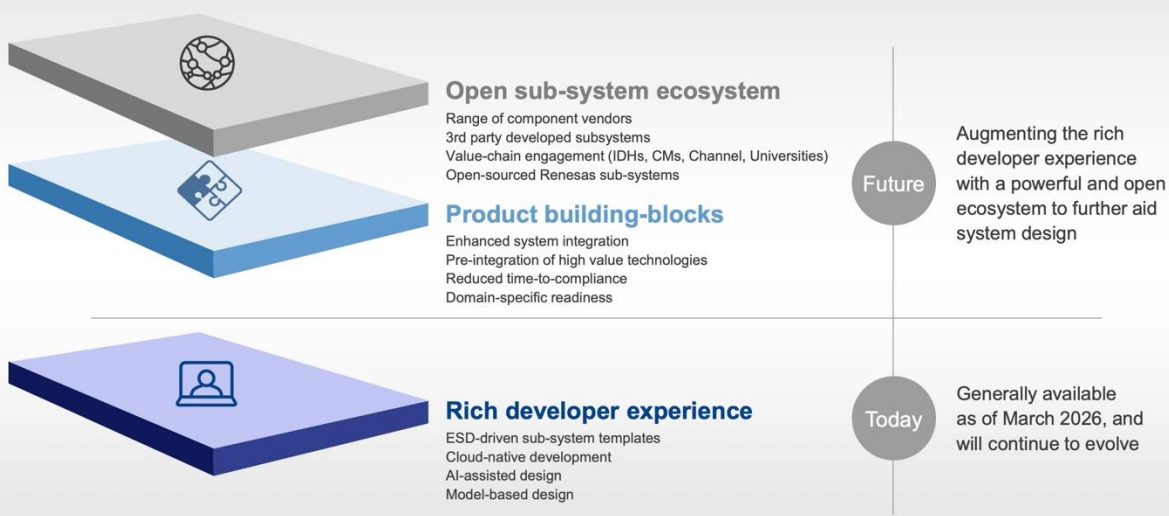 Open sub-system ecosystem
Range of component vendors
3rd party developed subsystems
Value-chain engagement (IDHs, CMs, Channel, Universities)
Open-sourced Renesas sub-systems
Product building-blocks
Enhanced system integration
Pre-integration of high value technologies
Reduced time-to-compliance
Domain-specific readiness
Future
Augmenting the rich
developer experience
with a powerful and open
ecosystem to further aid
system design
Rich developer experience
ESD-driven sub-system templates
Cloud-native development
AI-assisted design
Model-based design
Today
Generally available
as of March 2026, and
will continue to evolve